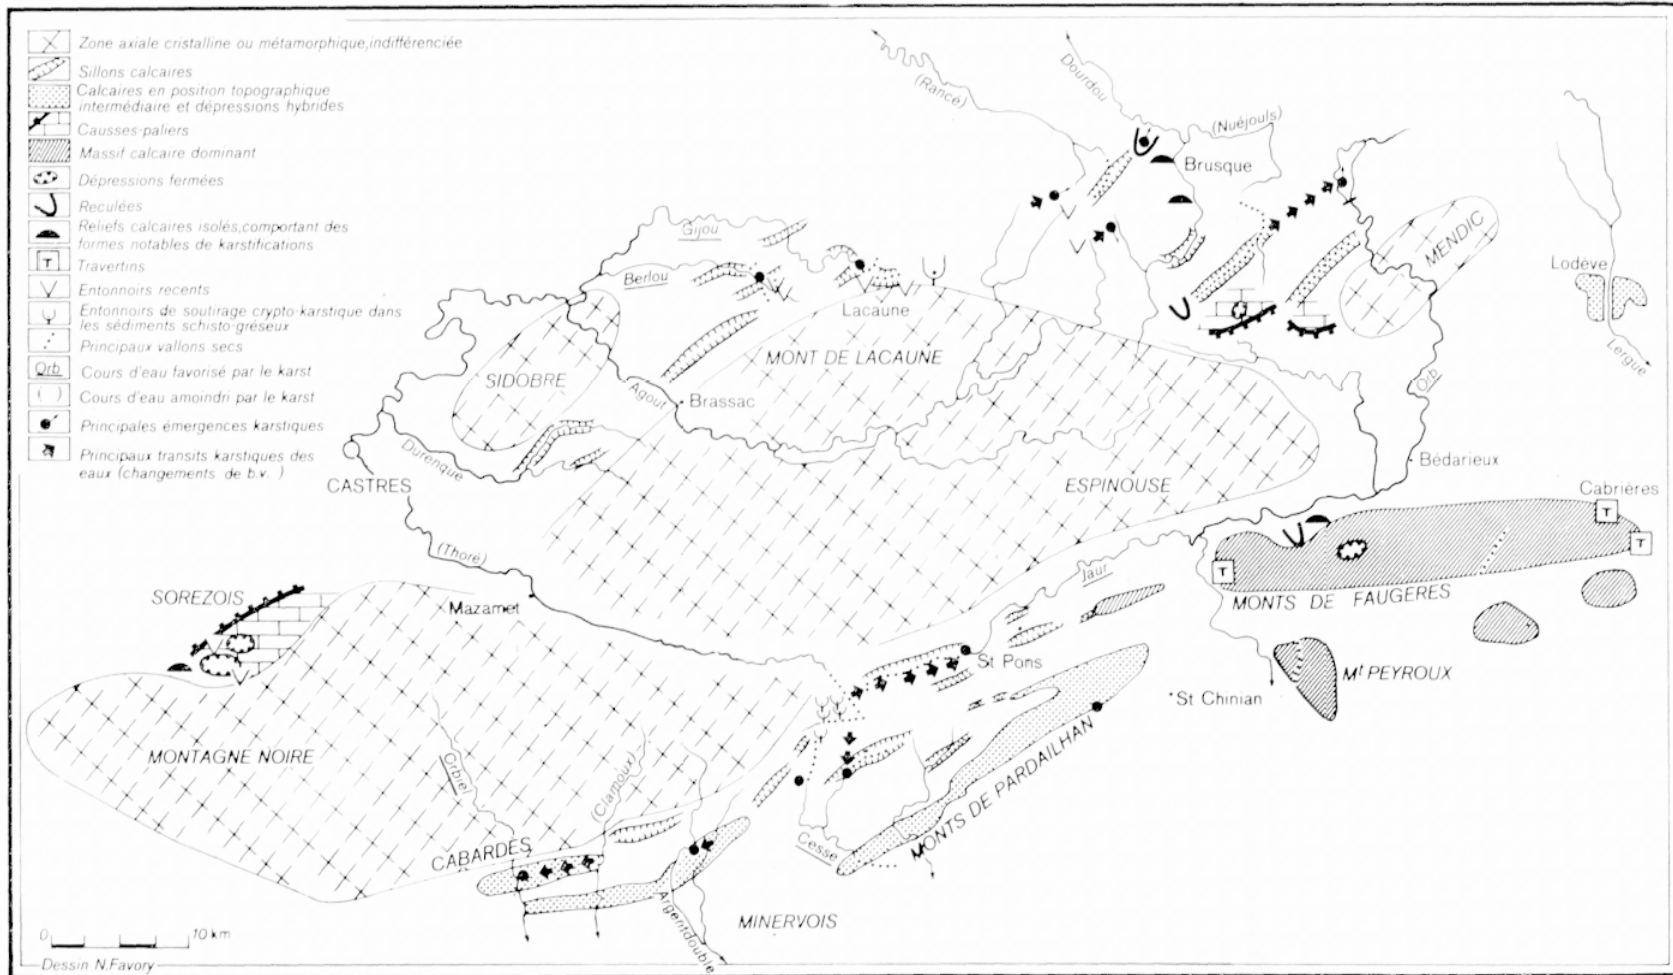 Zone axiale cristalline ou métamorphique, indifférenciée
Sillons calcaires
Calcaires en position topographique
intermédiaire et dépressions hybrides
Causses-paliers
Massif calcaire dominant
Dépressions fermées
Reculées
Reliefs calcaires isolés, comportant des
formes notables de karstifications
T
Travertins
Entonnoirs recents
Entonnoirs de soutirage crypto-karstique dans
les sédiments schisto-gréseux
Principaux vallons secs
Orb
Cours d'eau favorisé par le karst
( )
Cours d'eau amoindri par le karst
Principales émergences karstiques
Principaux transits karstiques des
eaux (changements de b.v. )
(Rancé)
Dourdou
(Nuéjouls)
Brusque
Gijou
Berlou
Lacaune
MENDIC
Lodève
Lergue
MONT DE LACAUNE
SIDOBRE
Agout
Brassac
Orb
Durenque
CASTRES
ESPINOUSE
Bédarieux
Cabrières
T
T
T
(Thoré)
Jaur
MONTS DE FAUGERES
SOREZOIS
Mazamet
St Pons
Mt PEYROUX
St Chinian
MONTAGNE NOIRE
Orbiel
(Clamoux)
MONTS DE PARDAILHAN
Cesse
CABARDES
Argentdouble
MINERVOIS
0 10 km
Dessin N.Favory